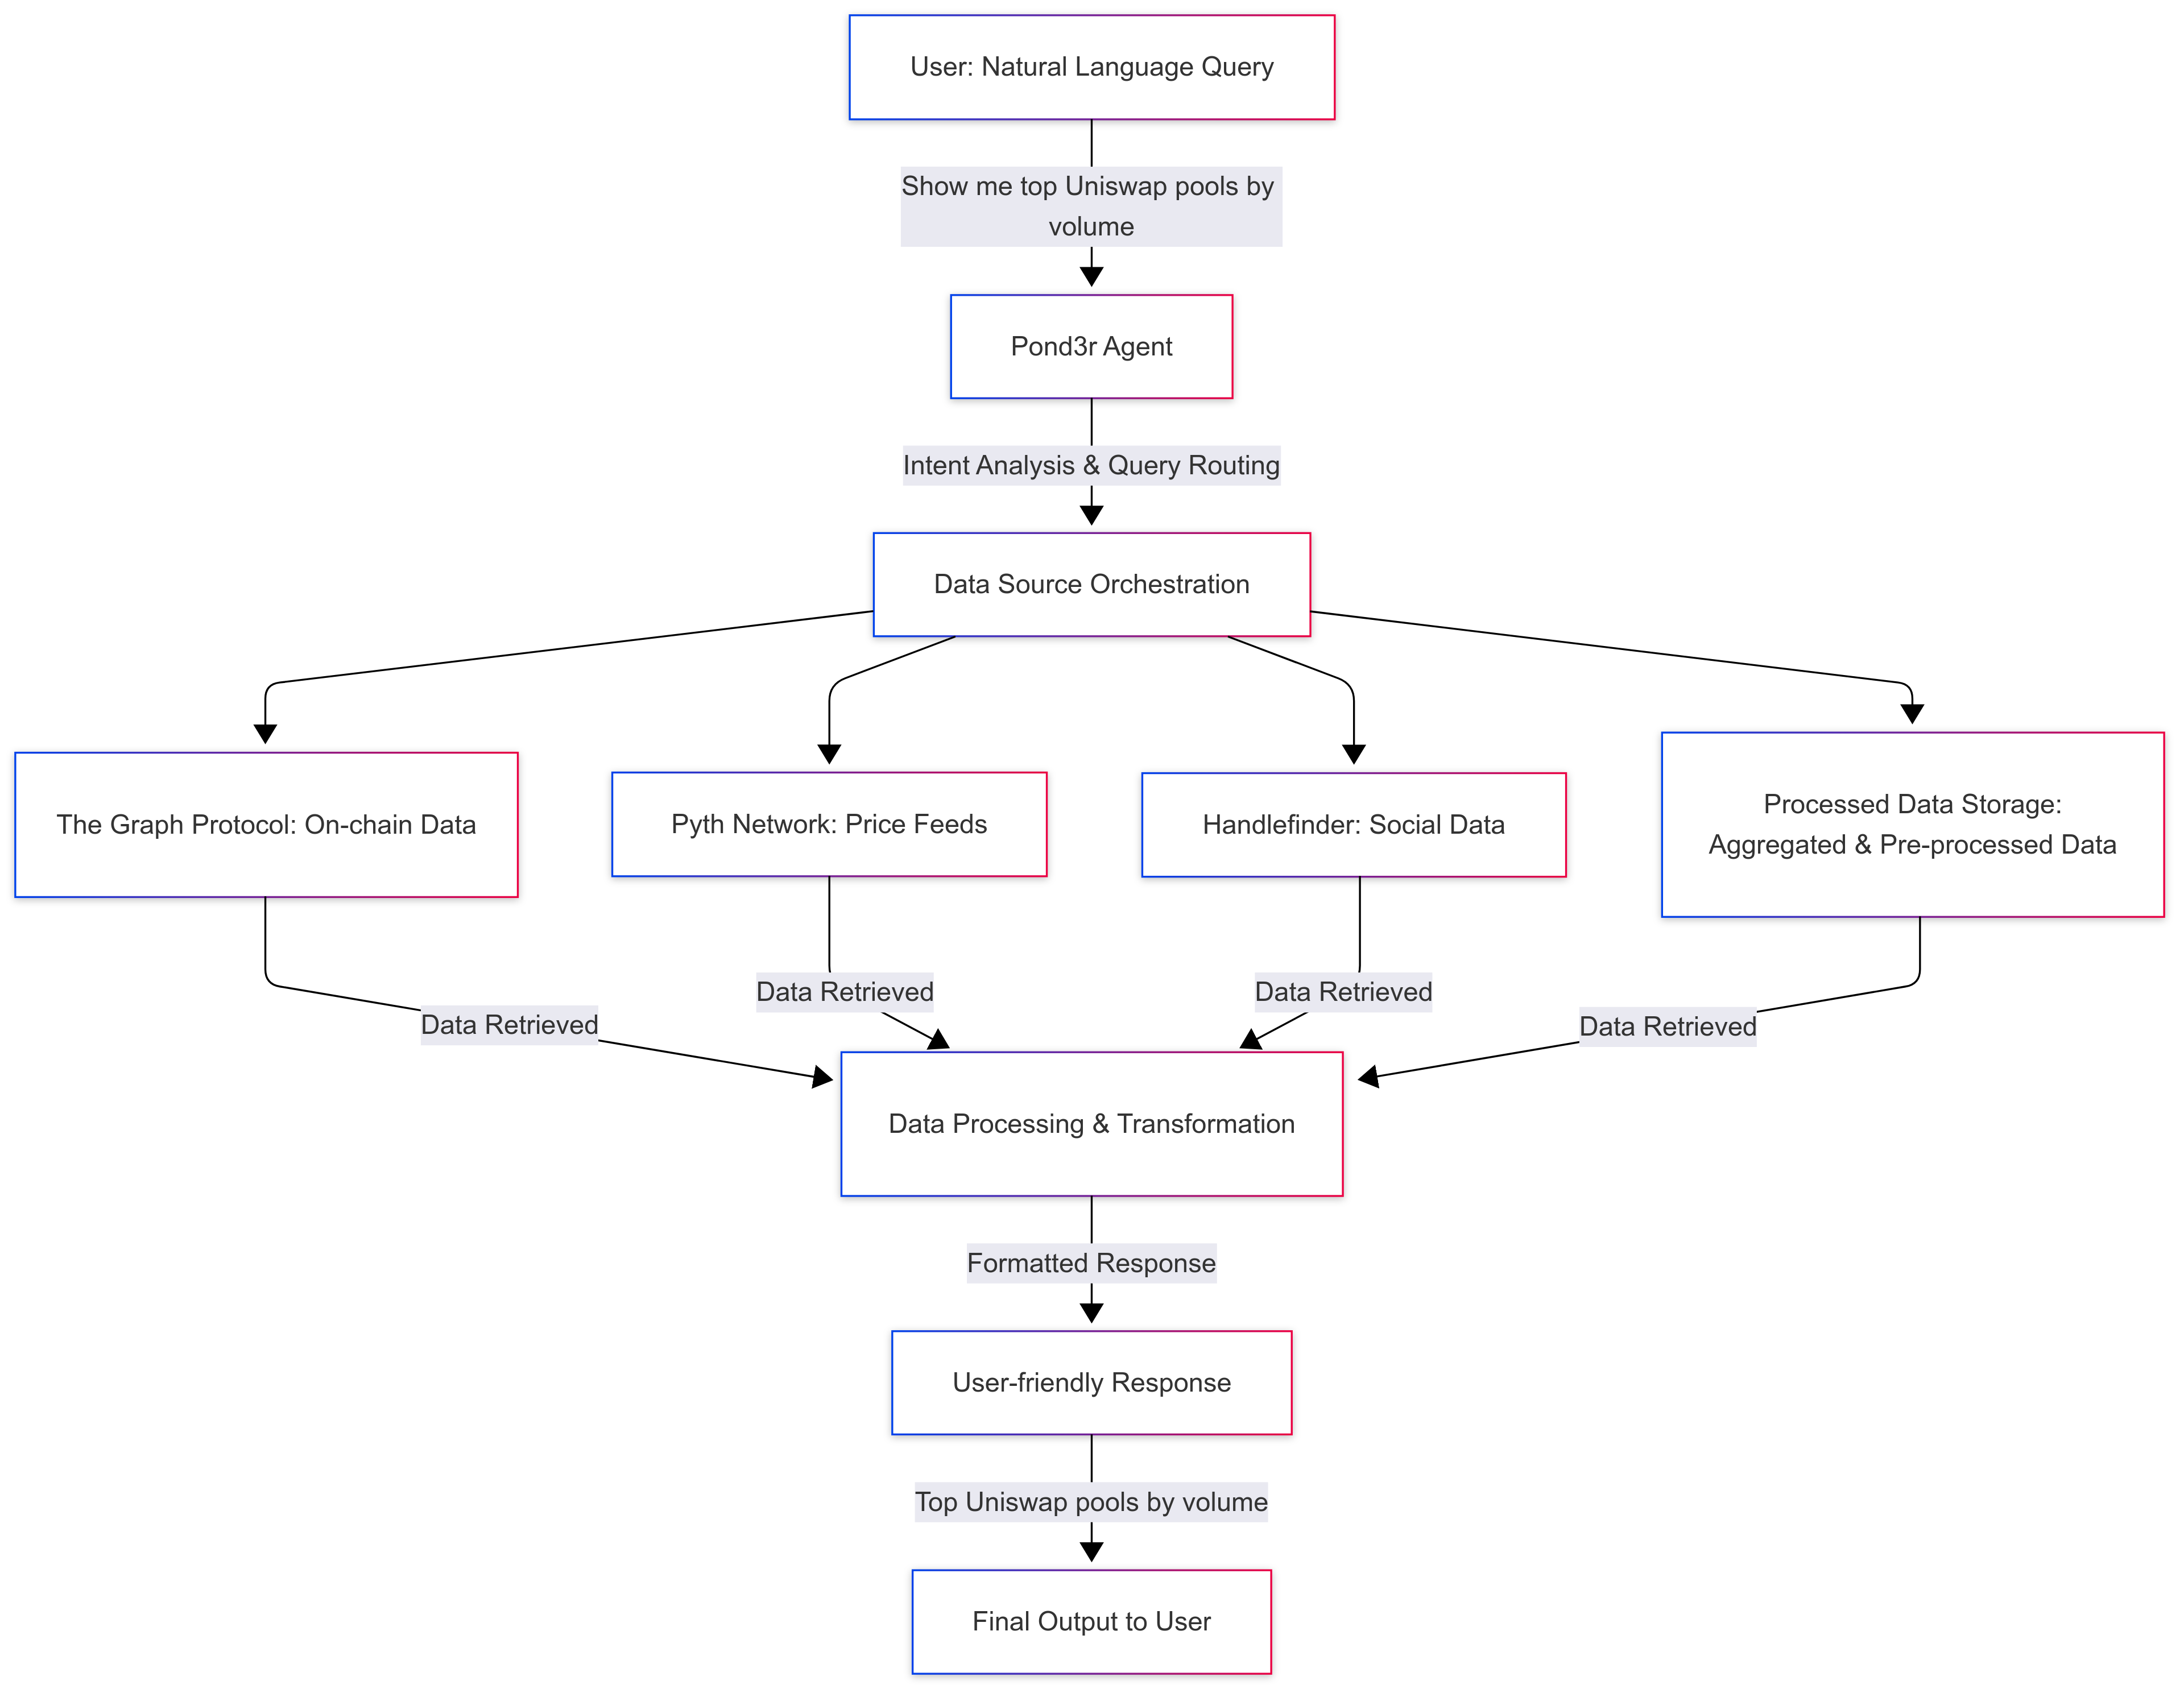 User: Natural Language Query
Show me top Uniswap pools by
volume
Pond3r Agent
Intent Analysis & Query Routing
Data Source Orchestration
The Graph Protocol: On-chain Data
Pyth Network: Price Feeds
Handlefinder: Social Data
Processed Data Storage:
Aggregated & Pre-processed Data
Data Retrieved
Data Retrieved
Data Retrieved
Data Retrieved
Data Processing & Transformation
Formatted Response
User-friendly Response
Top Uniswap pools by volume
Final Output to User